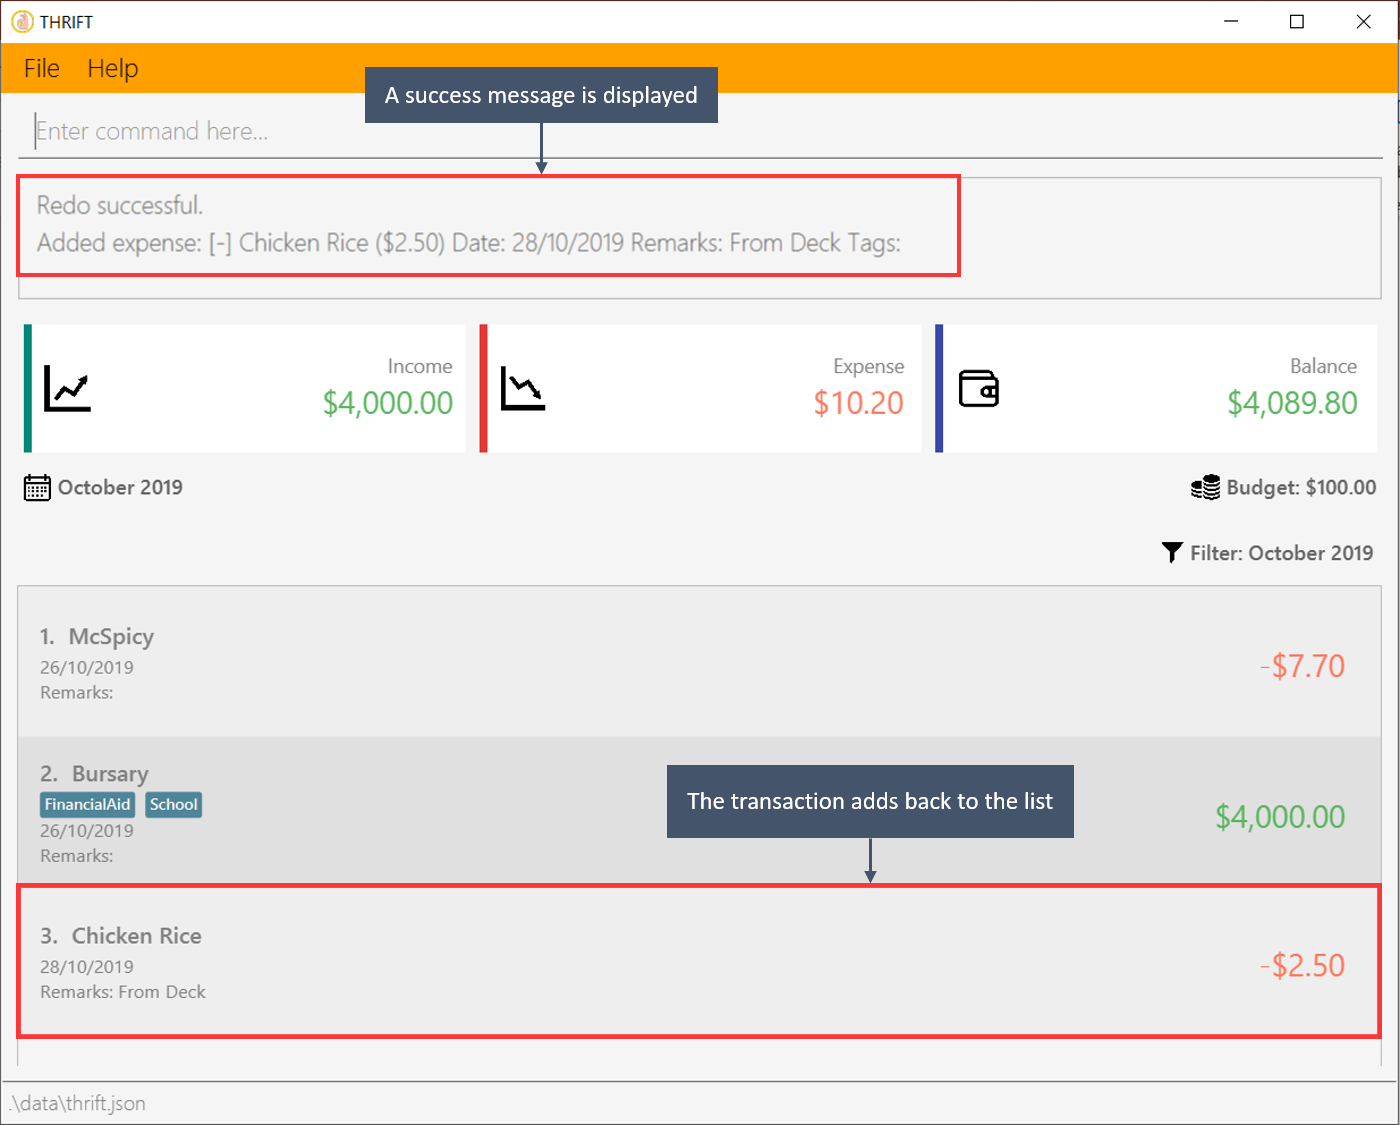 THRIFT
File Help
A success message is displayed
Enter command here...
Redo successful.
Added expense: [-] Chicken Rice ($2.50) Date: 28/10/2019 Remarks: From Deck Tags:
Income
$4,000.00
Expense
$10.20
Balance
$4,089.80
October 2019
Budget: $100.00
Filter: October 2019
1. McSpicy
26/10/2019
Remarks:
-$7.70
2. Bursary
FinancialAid School
26/10/2019
Remarks:
$4,000.00
The transaction adds back to the list
3. Chicken Rice
28/10/2019
Remarks: From Deck
-$2.50
.\data\thrift.json